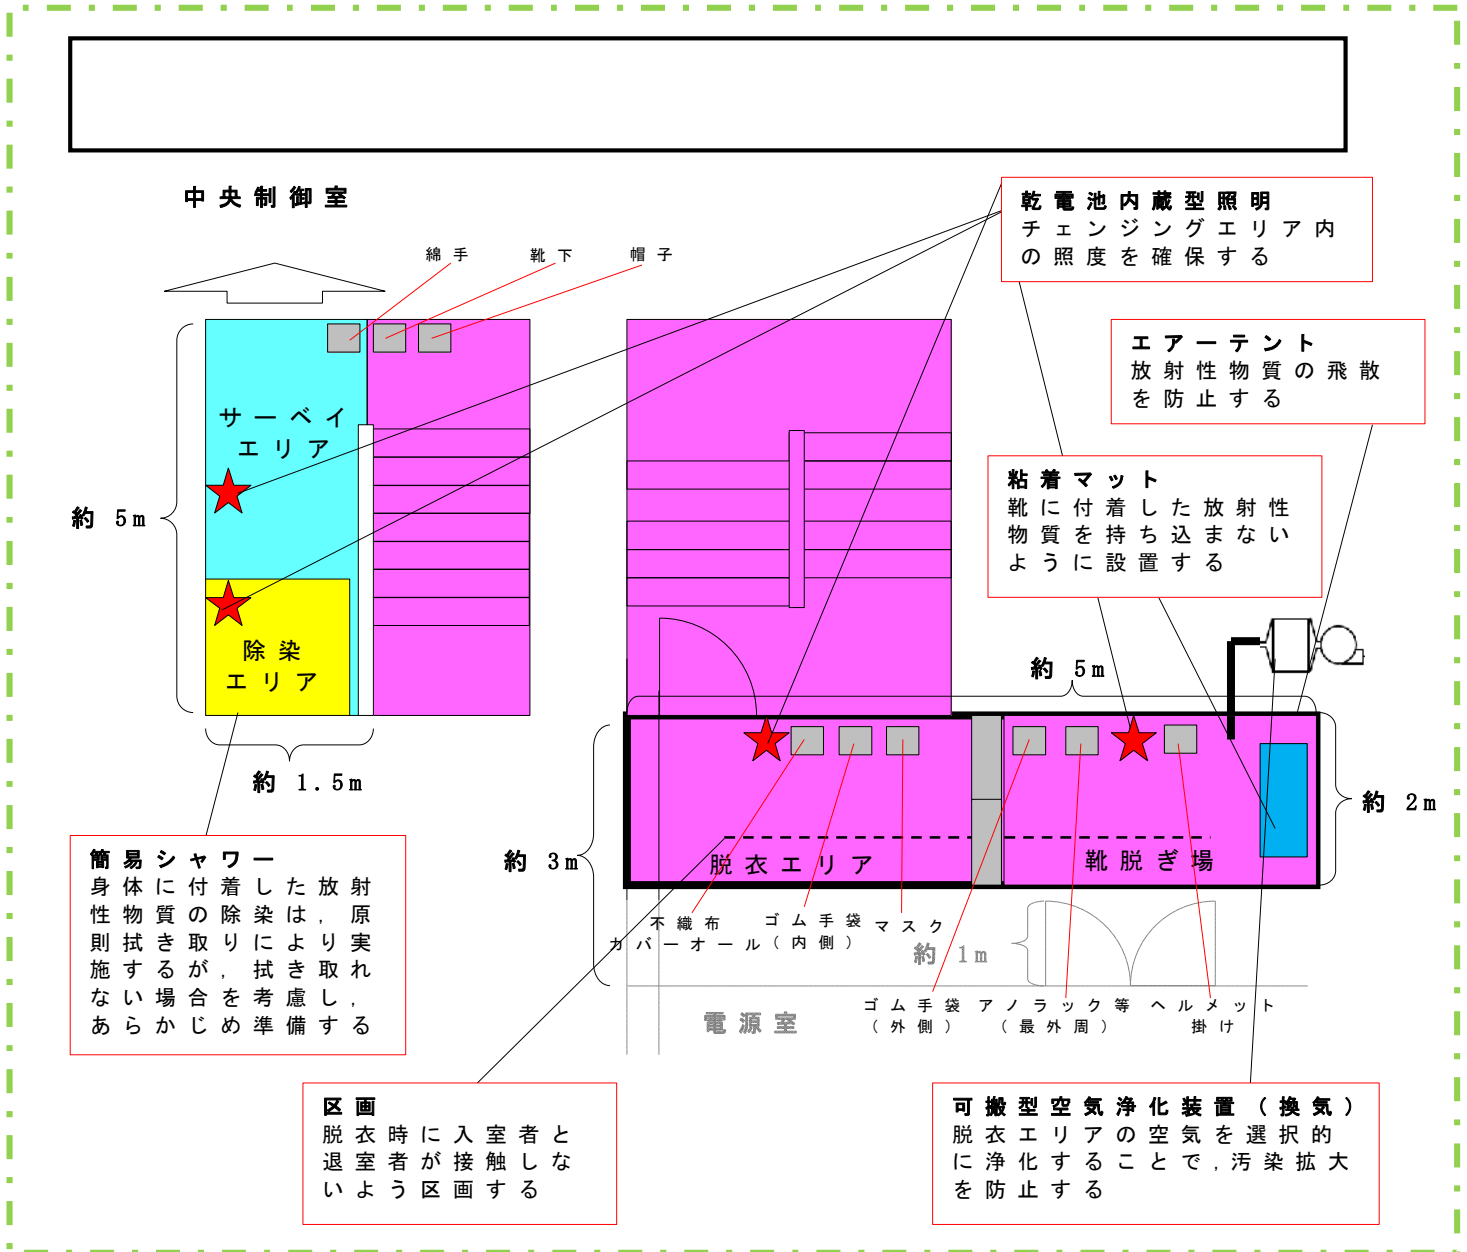 中央制御室
綿手
靴下
帽子
乾電池内蔵型照明
チェンジングエリア内
の照度を確保する
エアーテント
放射性物質の飛散
を防止する
サーベイ
エリア
粘着マット
靴に付着した放射性
物質を持ち込まない
ように設置する
約 5m
除染
エリア
約 5m
約 1.5m
約 2m
簡易シャワー
身体に付着した放射
性物質の除染は，原
則拭き取りにより実
施するが，拭き取れ
ない場合を考慮し，
あらかじめ準備する
約 3m
脱衣エリア
靴脱ぎ場
不織布
カバーオール
ゴム手袋
（内側）
マスク
約 1m
ゴム手袋
（外側）
アノラック等
（最外周）
ヘルメット
掛け
電源室
区画
脱衣時に入室者と
退室者が接触しな
いよう区画する
可搬型空気浄化装置（換気）
脱衣エリアの空気を選択的
に浄化することで，汚染拡大
を防止する